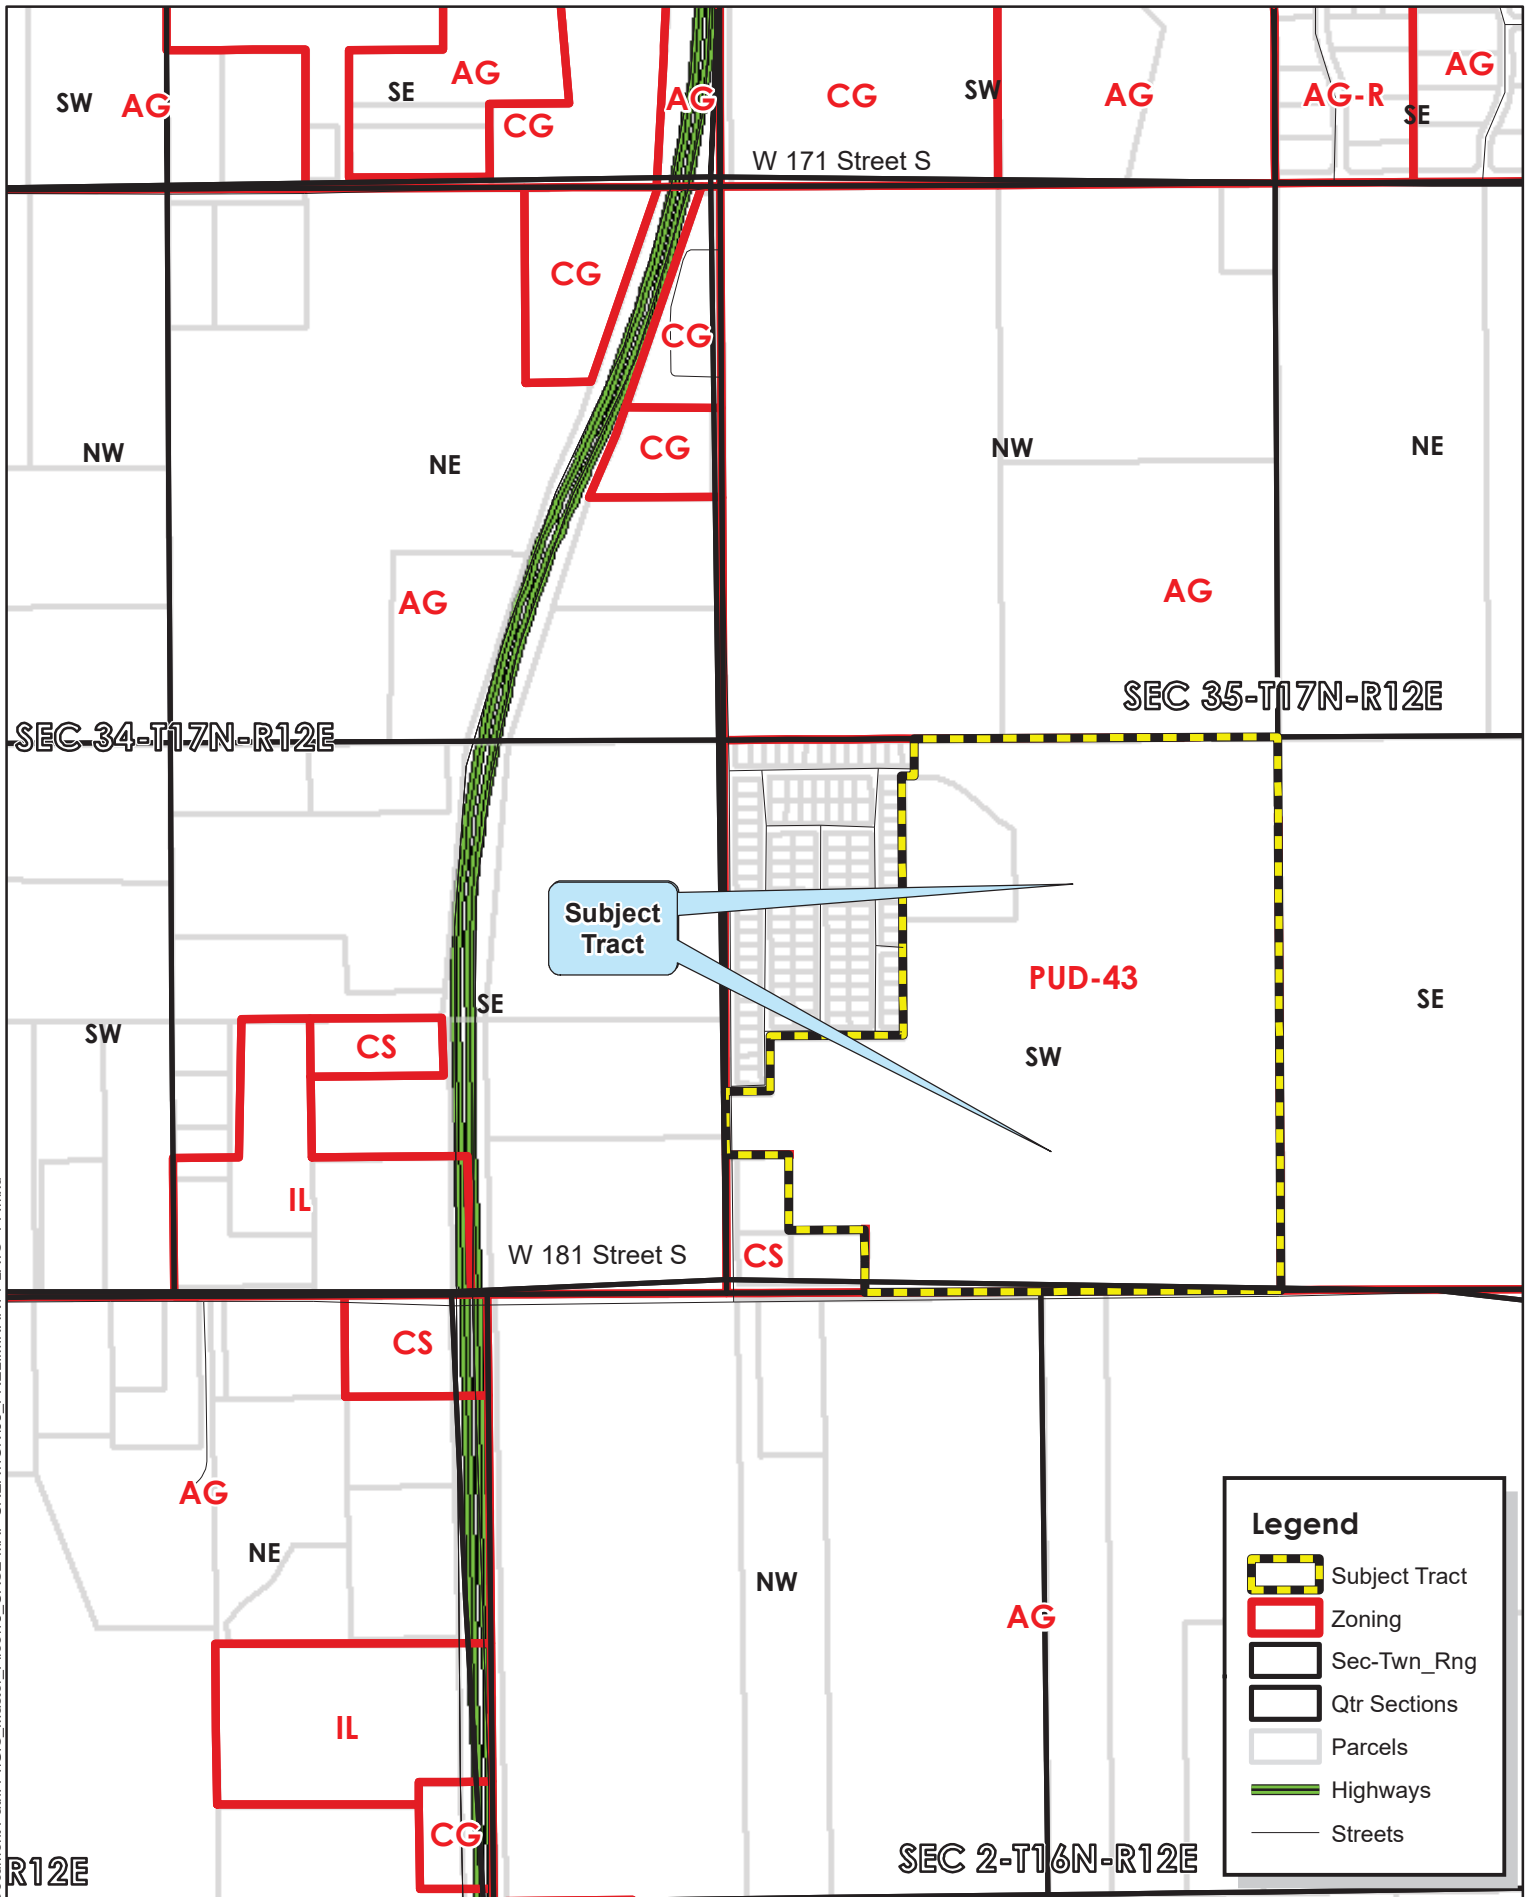 SW
AG
SE
AG
CG
AG
CG
SW
AG
AG-R
SE
AG
W 171 Street S
CG
CG
CG
NW
NE
NW
NE
AG
AG
SEC 34-T17N-R12E
SEC 35-T17N-R12E
Subject
Tract
PUD-43
SE
SW
SE
SW
CS
IL
W 181 Street S
CS
CS
AG
NE
NW
AG
IL
CG
R12E
SEC 2-T16N-R12E
Legend
Subject Tract
Zoning
Sec-Twn_Rng
Qtr Sections
Parcels
Highways
Streets